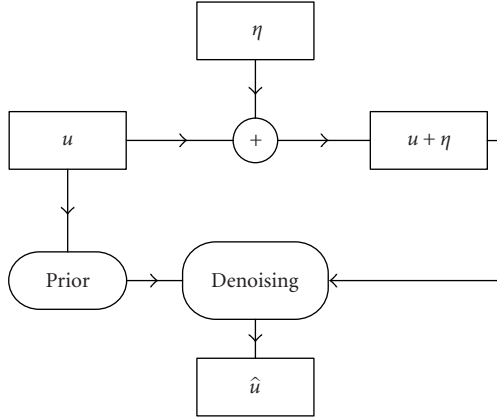 η
u
+
u + η
Prior
Denoising
û